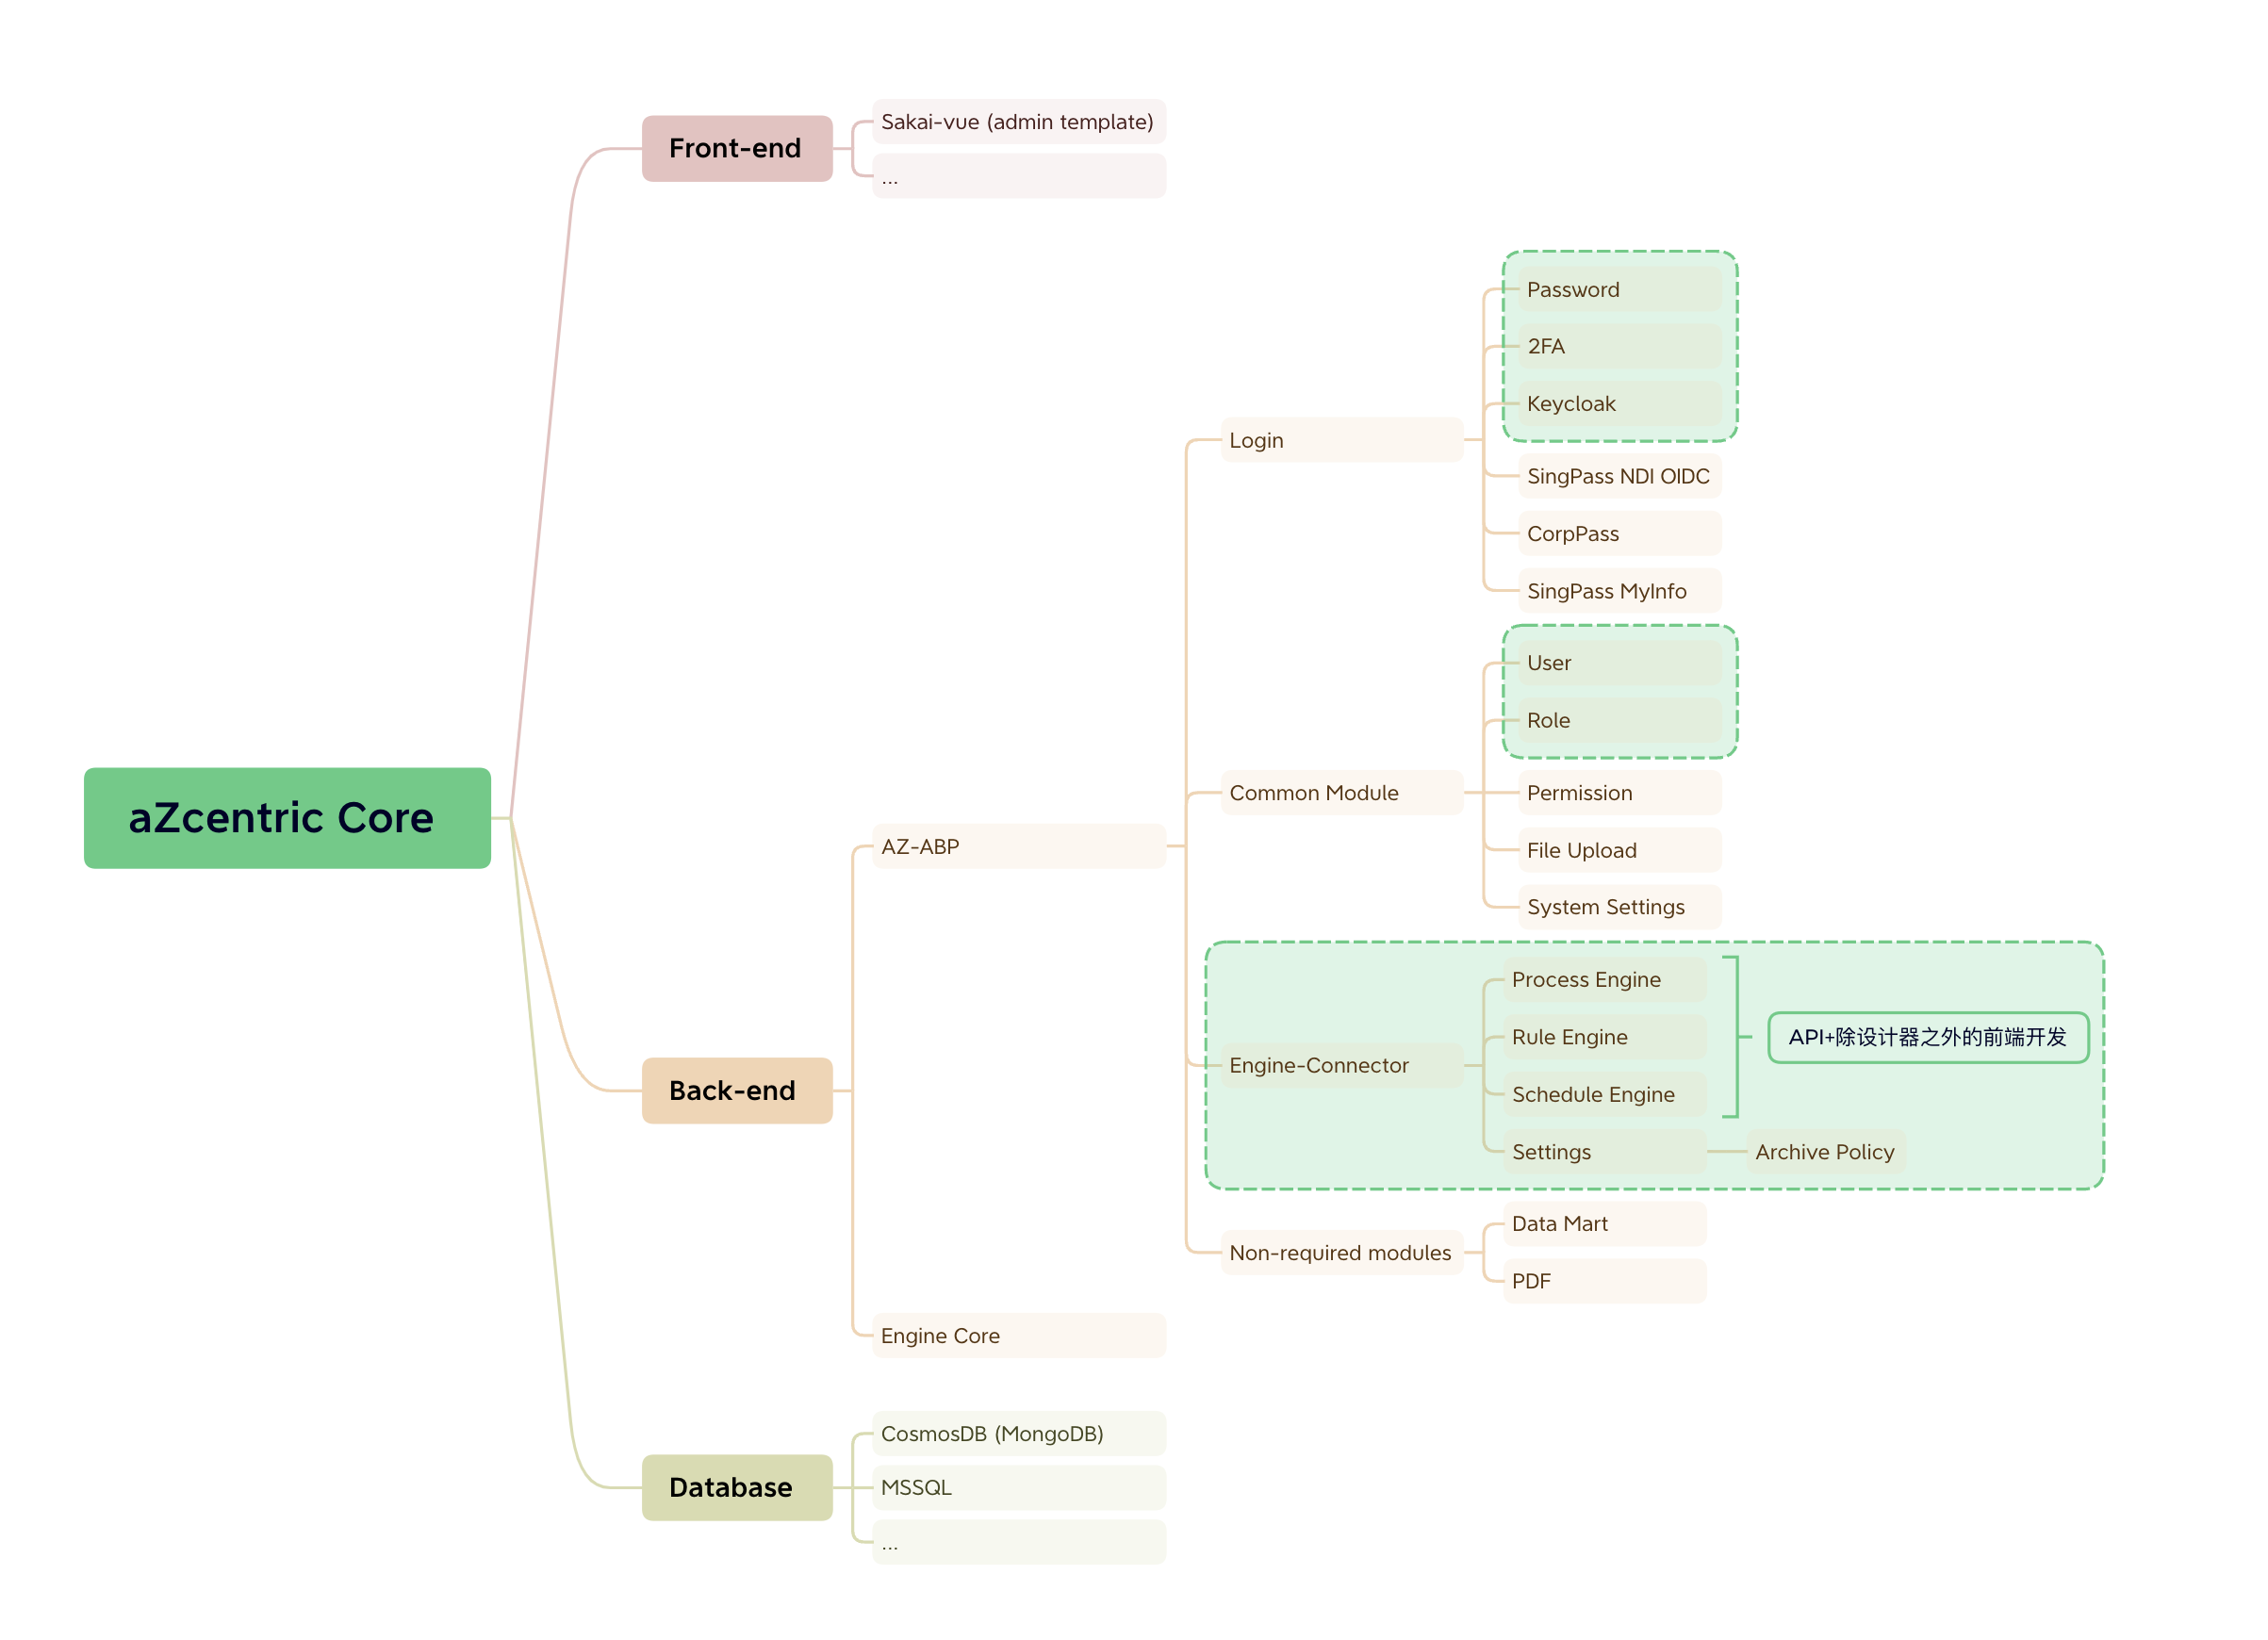 aZcentric Core
Front-end
Sakai-vue (admin template)
...
Back-end
AZ-ABP
Login
Password
2FA
Keycloak
SingPass NDI OIDC
CorpPass
SingPass MyInfo
Common Module
User
Role
Permission
File Upload
System Settings
Engine-Connector
Process Engine
Rule Engine
Schedule Engine
API+除设计器之外的前端开发
Settings
Archive Policy
Non-required modules
Data Mart
PDF
Engine Core
Database
CosmosDB (MongoDB)
MSSQL
...